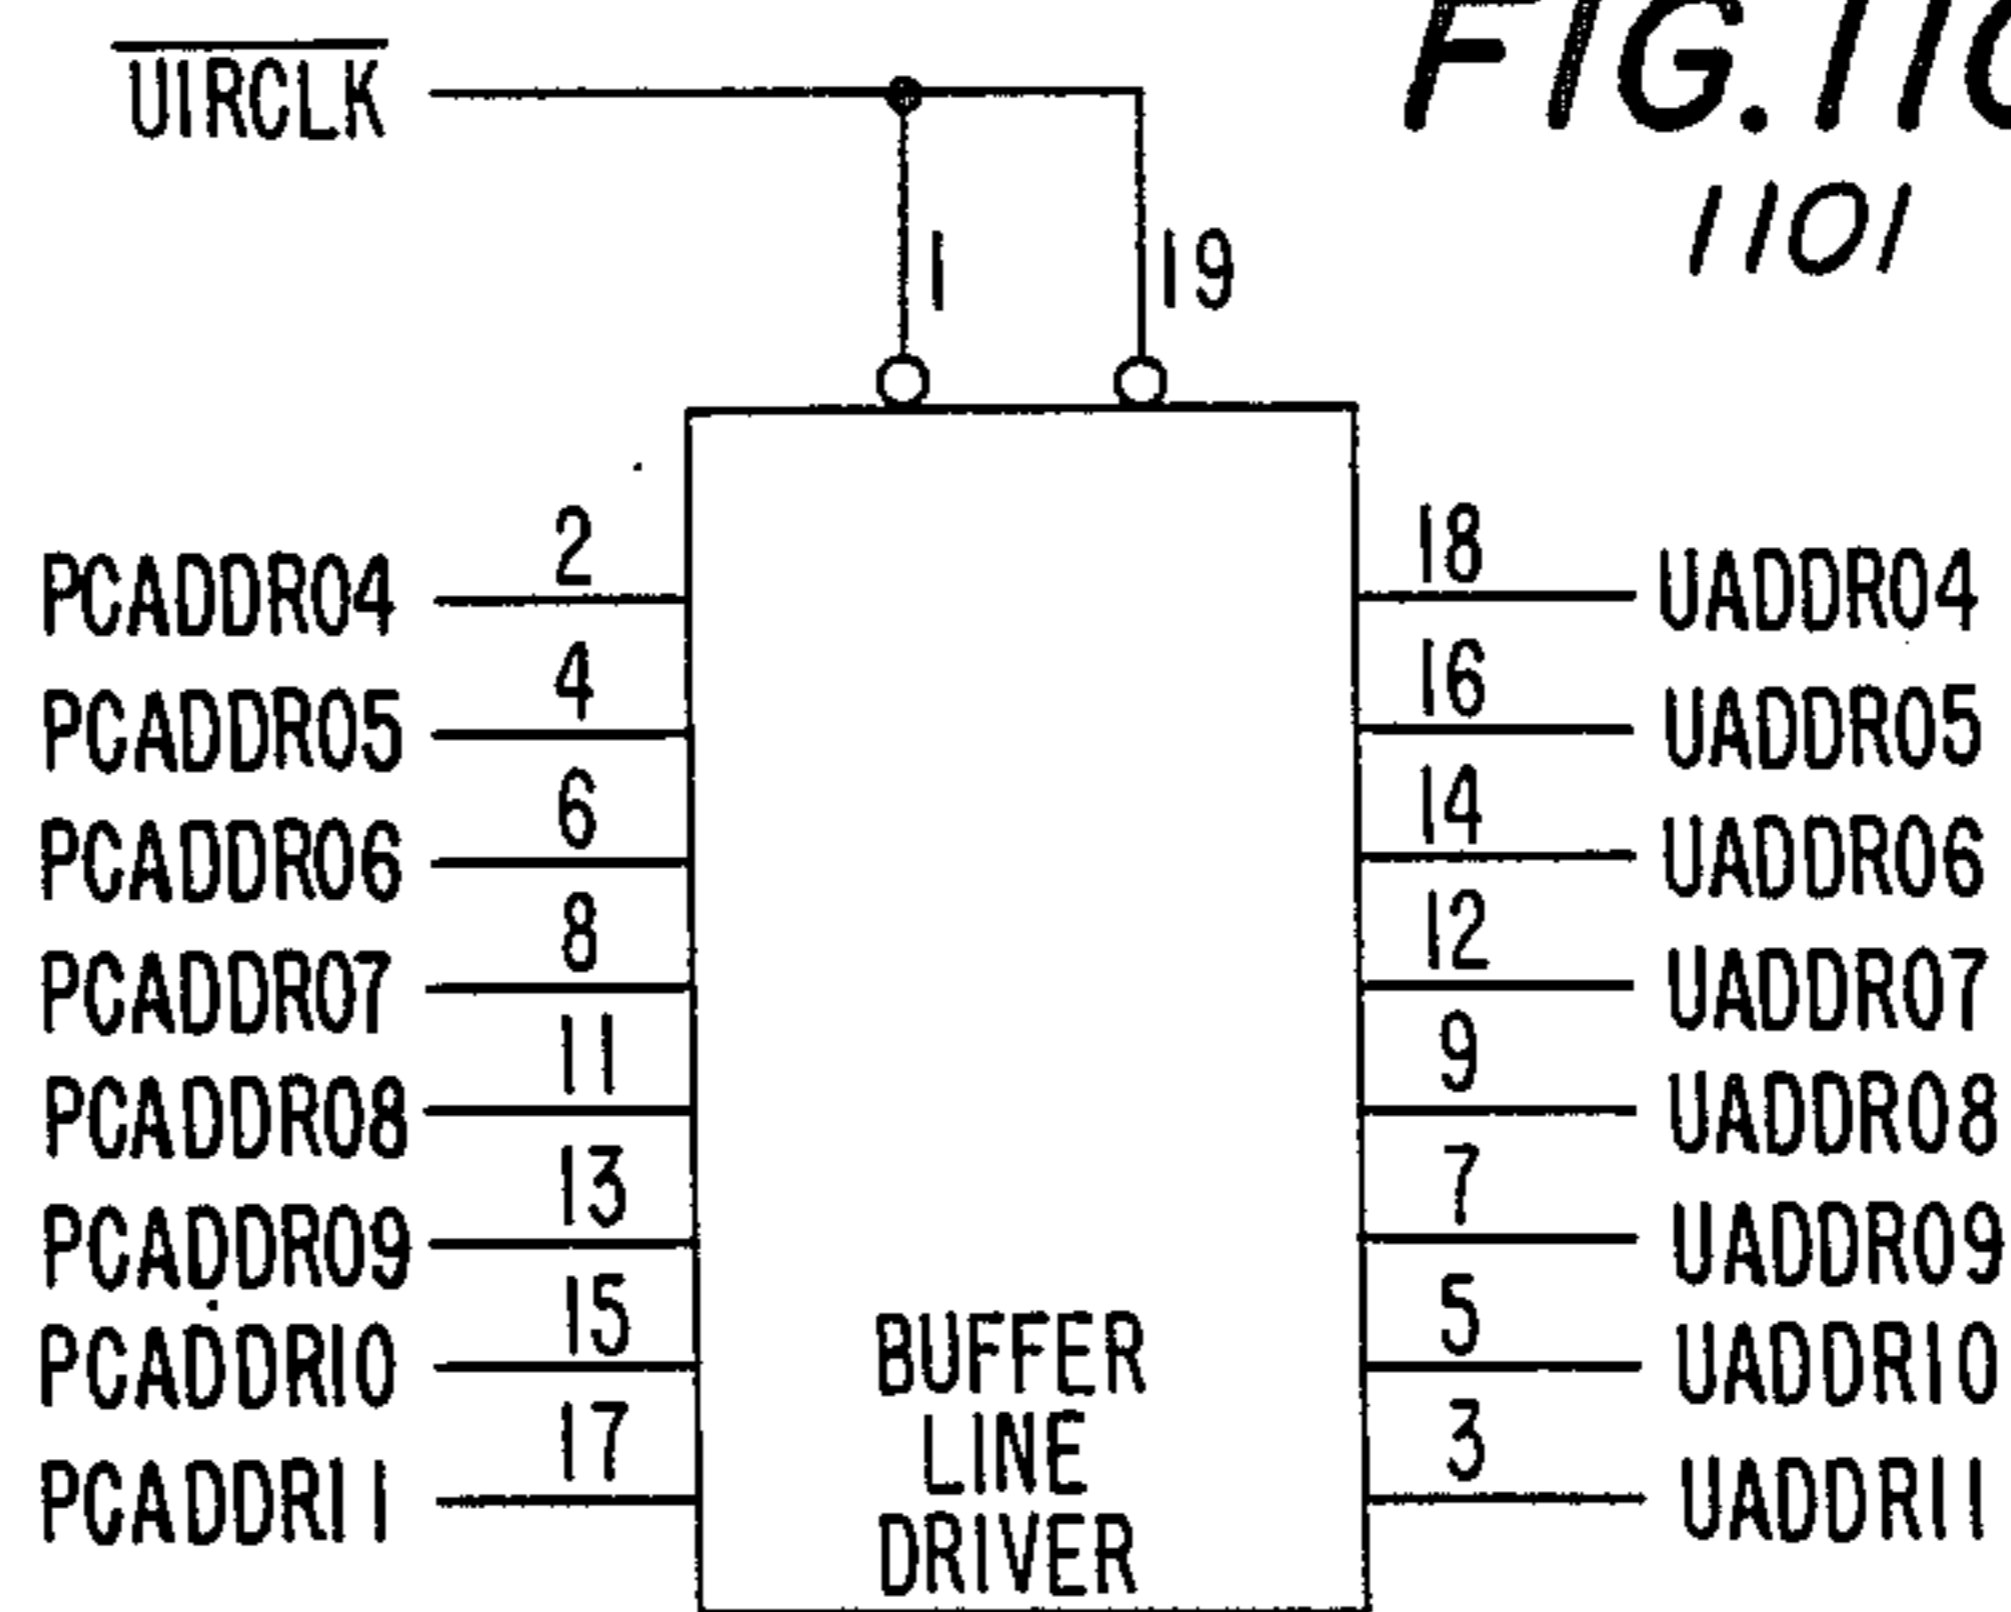 UIRCLK
FIG.110
1101
1 19
2 18
PCADDR04 UADDR04
4 16
PCADDR05 UADDR05
6 14
PCADDR06 UADDR06
8 12
PCADDR07 UADDR07
11 9
PCADDR08 UADDR08
13 7
PCADDR09 UADDR09
15 5
PCADDR10 UADDR10
17 3
PCADDR11 UADDR11
BUFFER
LINE
DRIVER